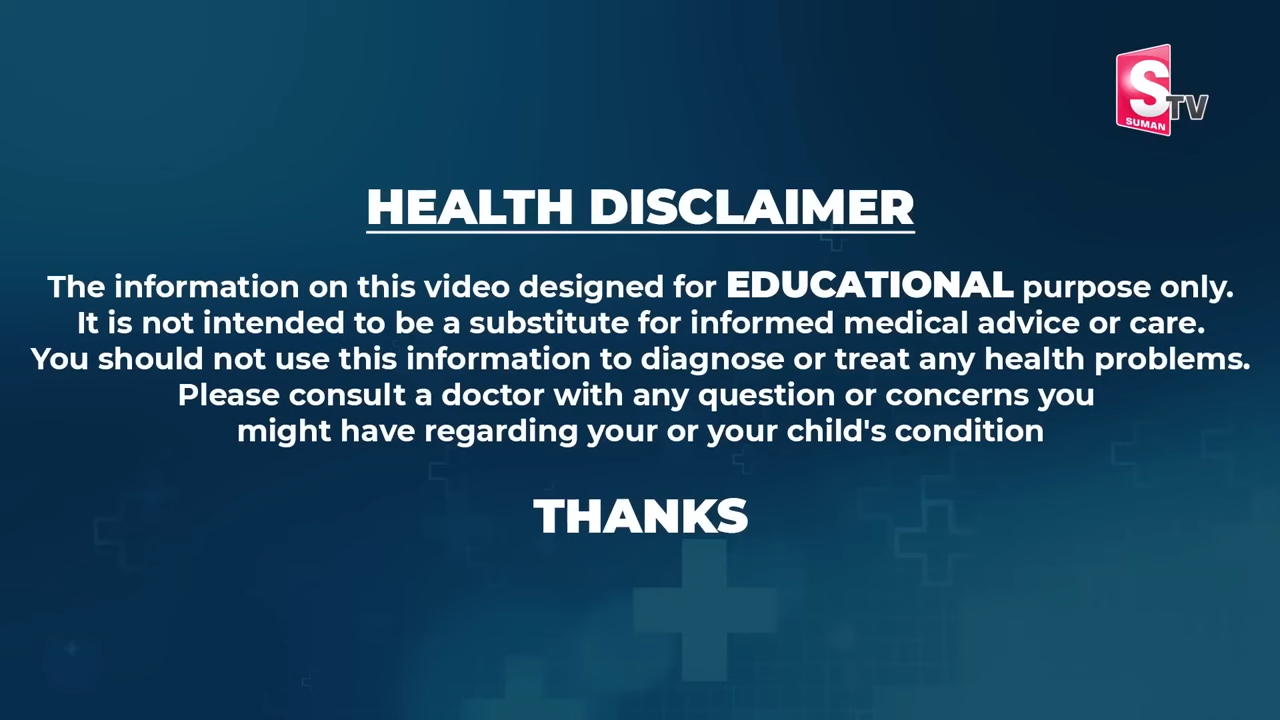 S TV
SUMAN
HEALTH DISCLAIMER
The information on this video designed for EDUCATIONAL purpose only.
It is not intended to be a substitute for informed medical advice or care.
You should not use this information to diagnose or treat any health problems.
Please consult a doctor with any question or concerns you
might have regarding your or your child's condition
THANKS